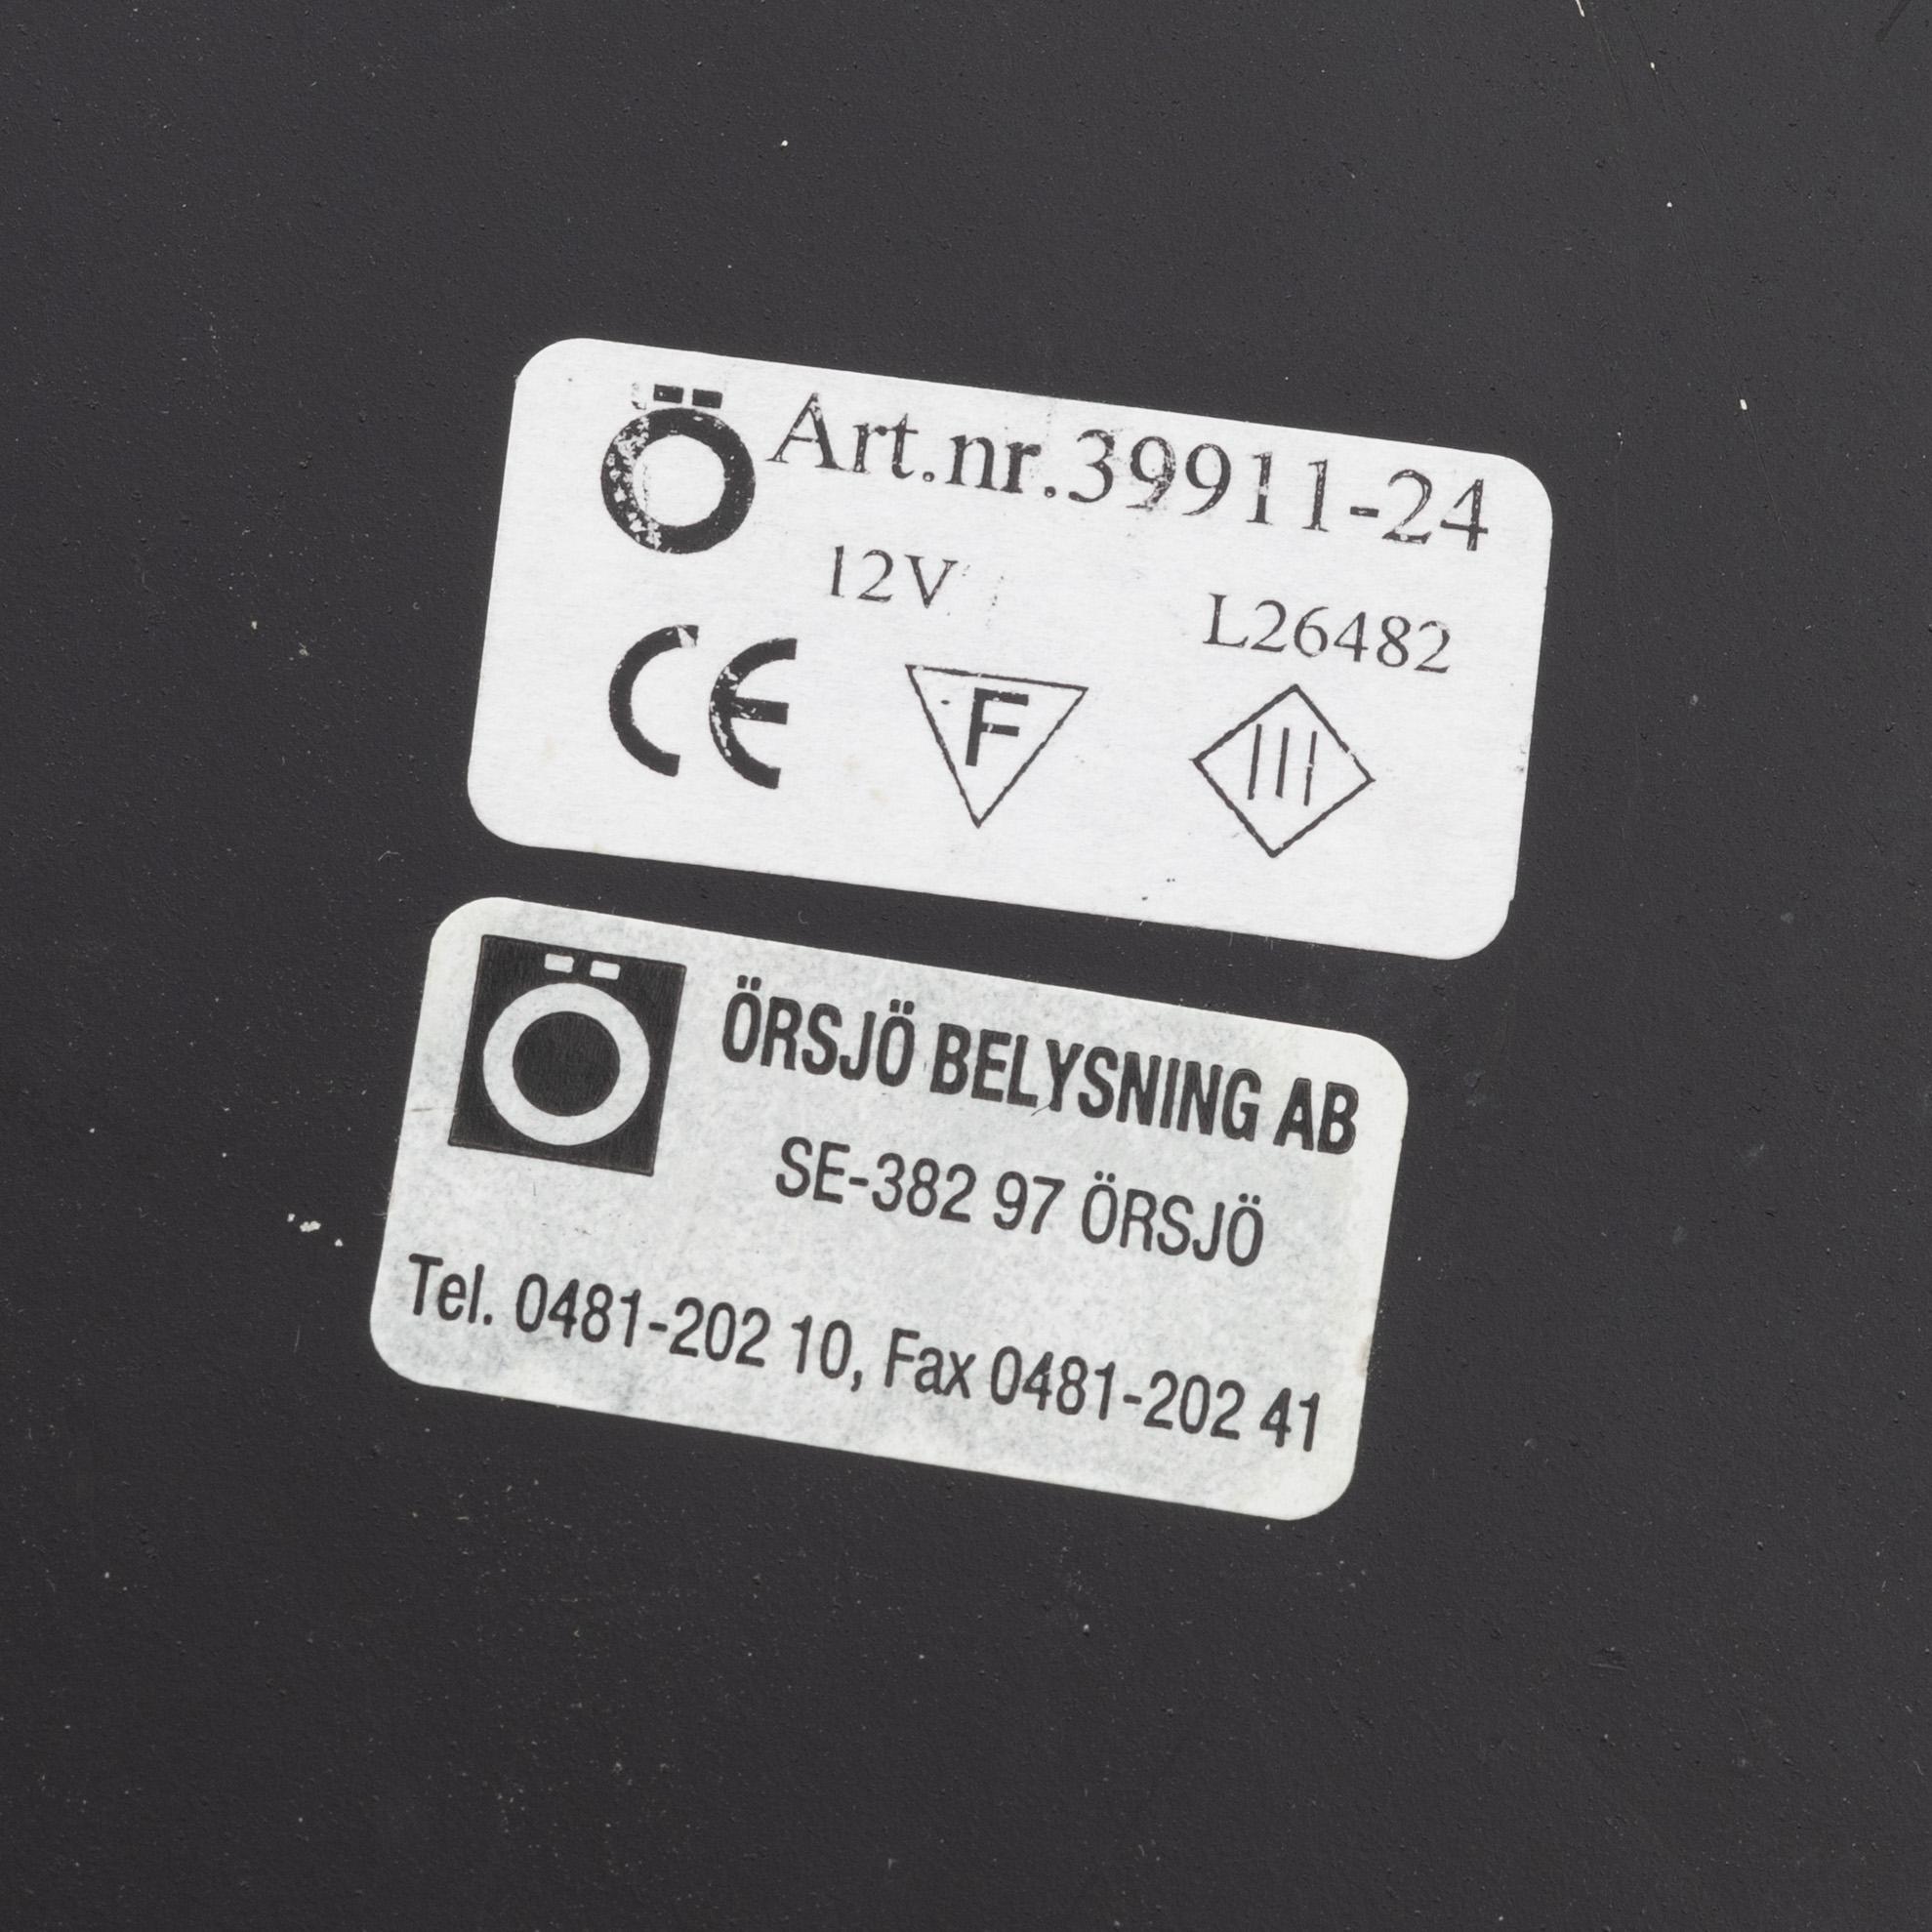 Ö Art.nr.39911-24
12V L26482
CE F III
Ö ÖRSJÖ BELYSNING AB
SE-382 97 ÖRSJÖ
Tel. 0481-202 10, Fax 0481-202 41